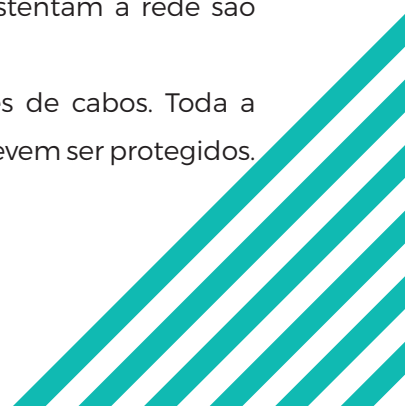 stentam a rede são
s de cabos. Toda a
evem ser protegidos.